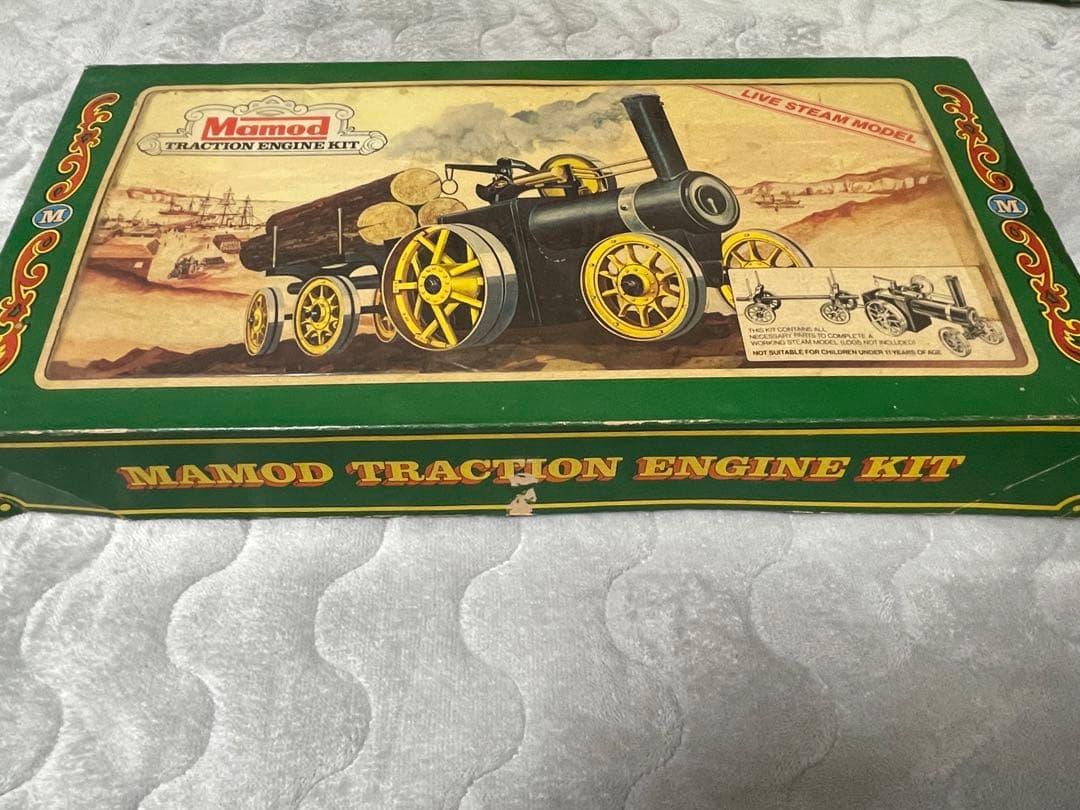 Mamod
TRACTION ENGINE KIT
LIVE STEAM MODEL
M
M
THIS KIT CONTAINS ALL
NECESSARY PARTS TO COMPLETE A
WORKING STEAM MODEL (LOGS NOT INCLUDED)
NOT SUITABLE FOR CHILDREN UNDER 11 YEARS OF AGE
MAMOD TRACTION ENGINE KIT